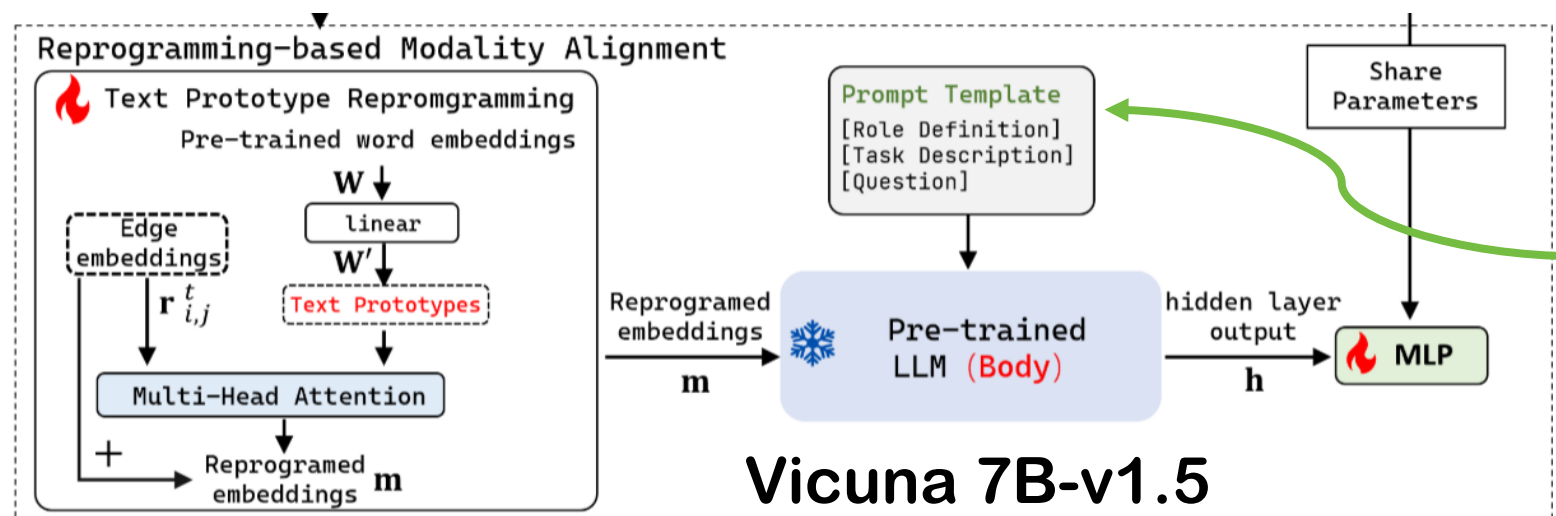 Reprogramming-based Modality Alignment
Text Prototype Repromgramming
Pre-trained word embeddings
W
linear
W′
Edge
embeddings
r t i,j
Text Prototypes
Multi-Head Attention
+
Reprogramed
embeddings m
Reprogramed
embeddings
m
Prompt Template
[Role Definition]
[Task Description]
[Question]
Pre-trained
LLM (Body)
Vicuna 7B-v1.5
hidden layer
output
h
Share
Parameters
MLP